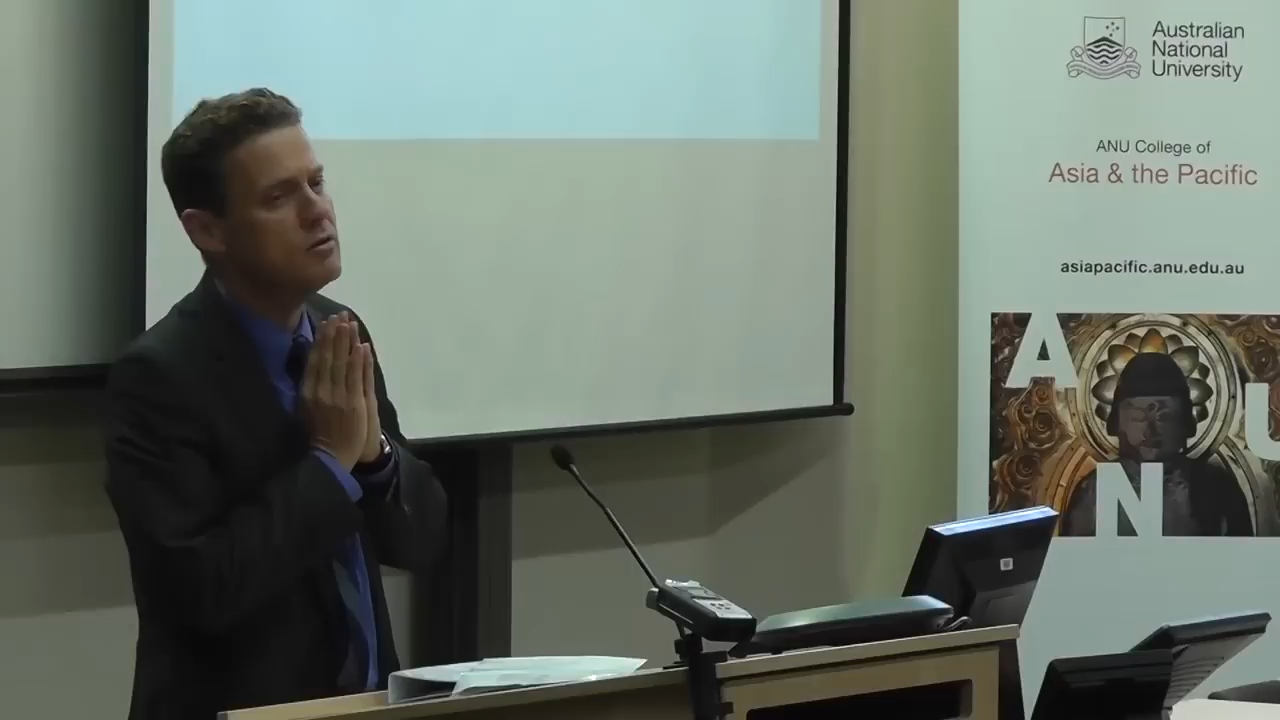 Australian
National
University
ANU College of
Asia & the Pacific
asiapacific.anu.edu.au
A
N
U